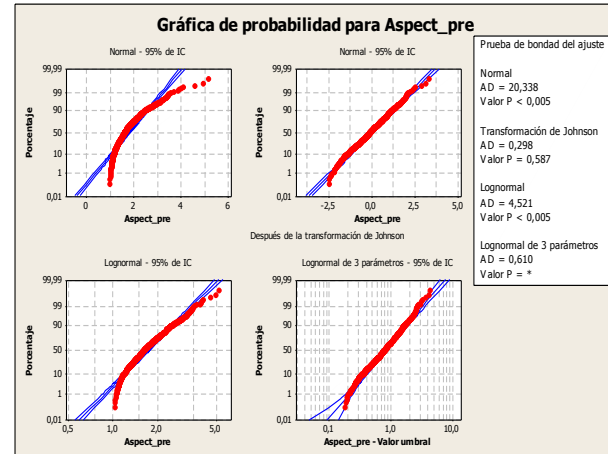 Gráfica de probabilidad para Aspect_pre
Normal - 95% de IC
99,99
99
90
50
10
1
0,01
Porcentaje
0
2
4
6
Aspect_pre
Normal - 95% de IC
99,99
99
90
50
10
1
0,01
Porcentaje
-2,5
0,0
2,5
5,0
Aspect_pre
Después de la transformación de Johnson
Lognormal - 95% de IC
99,99
99
90
50
10
1
0,01
Porcentaje
0,5
1,0
2,0
5,0
Aspect_pre
Lognormal de 3 parámetros - 95% de IC
99,99
99
90
50
10
1
0,01
Porcentaje
0,1
1,0
10,0
Aspect_pre - Valor umbral
Prueba de bondad del ajuste
Normal
AD = 20,338
Valor P < 0,005
Transformación de Johnson
AD = 0,298
Valor P = 0,587
Lognormal
AD = 4,521
Valor P < 0,005
Lognormal de 3 parámetros
AD = 0,610
Valor P = *